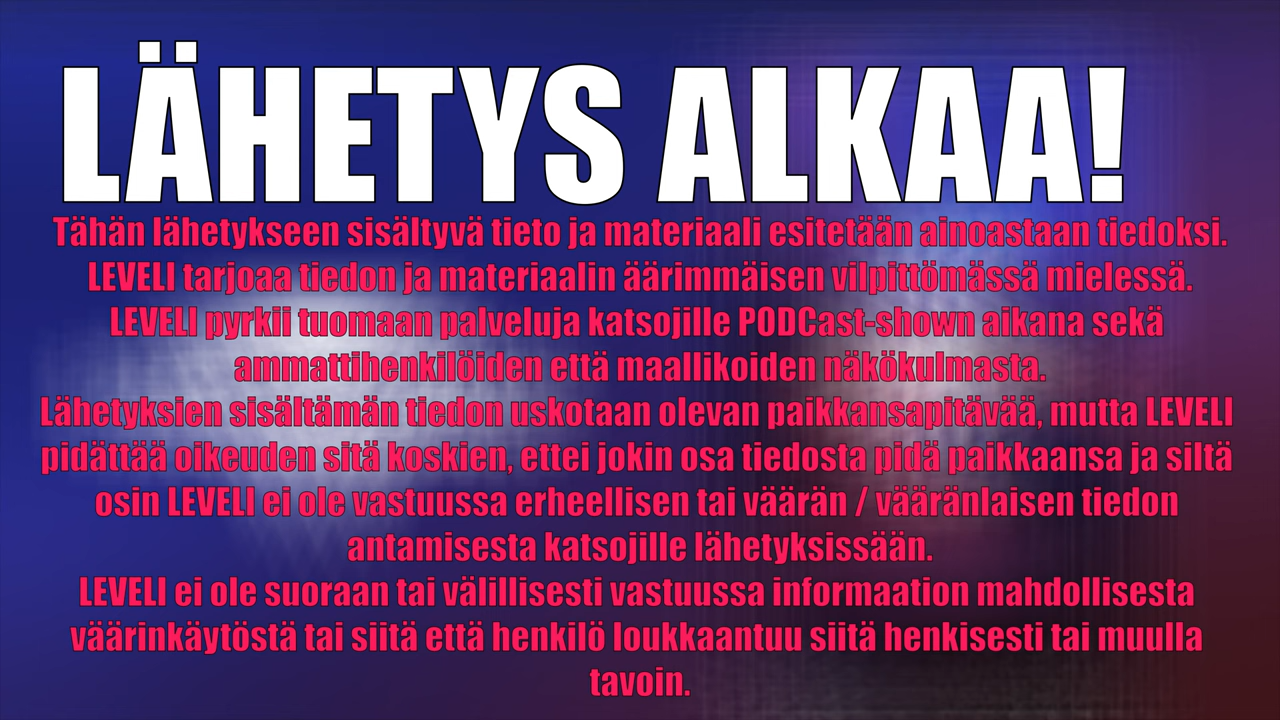 LÄHETYS ALKAA!
Tähän lähetykseen sisältyvä tieto ja materiaali esitetään ainoastaan tiedoksi.
LEVELI tarjoaa tiedon ja materiaalin äärimmäisen vilpittömässä mielessä.
LEVELI pyrkii tuomaan palveluja katsojille PODCast-shown aikana sekä
ammattihenkilöiden että maallikoiden näkökulmasta.
Lähetyksien sisältämän tiedon uskotaan olevan paikkansapitävää, mutta LEVELI
pidättää oikeuden sitä koskien, ettei jokin osa tiedosta pidä paikkaansa ja siltä
osin LEVELI ei ole vastuussa erheellisen tai väärän / vääränlaisen tiedon
antamisesta katsojille lähetyksissään.
LEVELI ei ole suoraan tai välillisesti vastuussa informaation mahdollisesta
väärinkäytöstä tai siitä että henkilö loukkaantuu siitä henkisesti tai muulla
tavoin.